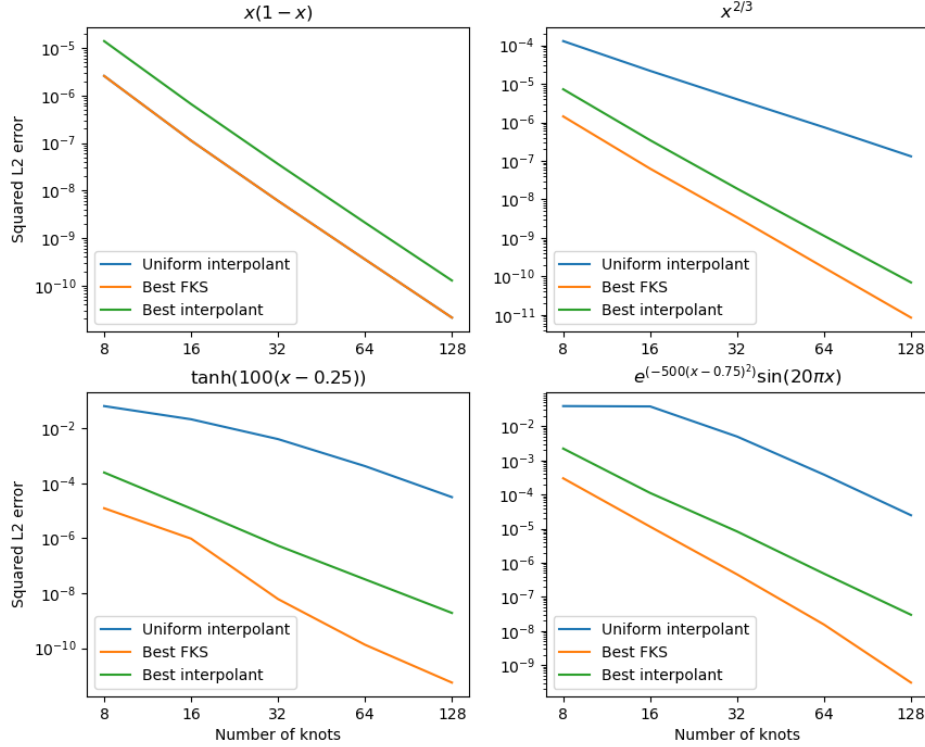 x(1 − x)
Squared L2 error
10⁻⁵
10⁻⁶
10⁻⁷
10⁻⁸
10⁻⁹
10⁻¹⁰
Uniform interpolant
Best FKS
Best interpolant
8 16 32 64 128
x²ᐟ³
10⁻⁴
10⁻⁵
10⁻⁶
10⁻⁷
10⁻⁸
10⁻⁹
10⁻¹⁰
10⁻¹¹
Uniform interpolant
Best FKS
Best interpolant
8 16 32 64 128
tanh(100(x − 0.25))
Squared L2 error
10⁻²
10⁻⁴
10⁻⁶
10⁻⁸
10⁻¹⁰
Uniform interpolant
Best FKS
Best interpolant
8 16 32 64 128
Number of knots
e^(−500(x − 0.75)²)sin(20πx)
10⁻²
10⁻³
10⁻⁴
10⁻⁵
10⁻⁶
10⁻⁷
10⁻⁸
10⁻⁹
Uniform interpolant
Best FKS
Best interpolant
8 16 32 64 128
Number of knots